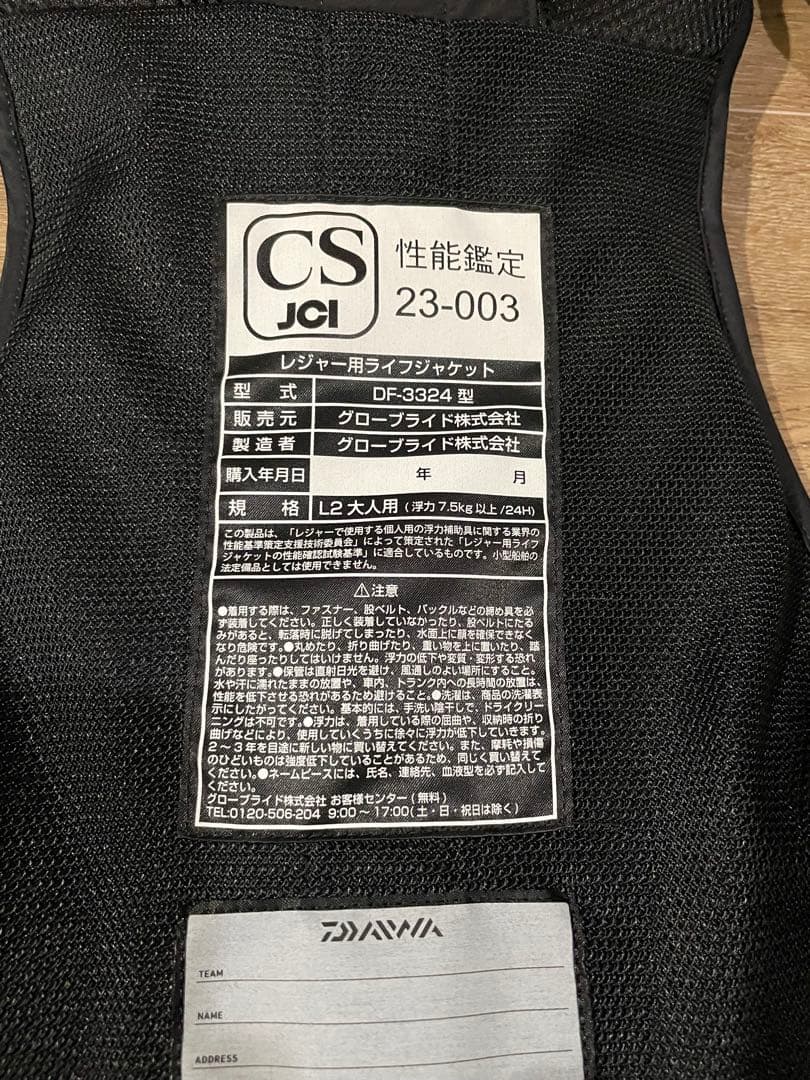 CS
JCI
性能鑑定
23-003
レジャー用ライフジャケット
型 式 DF-3324 型
販売元 グローブライド株式会社
製造者 グローブライド株式会社
購入年月日 年 月
規 格 L2 大人用 (浮力 7.5kg 以上 /24H)
この製品は、「レジャーで使用する個人用の浮力補助具に関する業界の
性能基準策定支援技術委員会」によって策定された「レジャー用ライフ
ジャケットの性能確認試験基準」に適合しているものです。小型船舶の
法定備品としては使用できません。
⚠注意
●着用する際は、ファスナー、股ベルト、バックルなどの締め具を必
ず装着してください。正しく装着していなかったり、股ベルトにたる
みがあると、転落時に脱げてしまったり、水面上に顔を確保できなく
なり危険です。●丸めたり、折り曲げたり、重い物を上に置いたり、踏
んだり座ったりしてはいけません。浮力の低下や変質・変形する恐れ
があります。●保管は直射日光を避け、風通しのよい場所にすること。
水や汗に濡れたままの放置や、車内、トランク内への長時間の放置は、
性能を低下させる恐れがあるため避けること。●洗濯は、商品の洗濯表
示にしたがってください。基本的には、手洗い陰干しで、ドライクリー
ニングは不可です。●浮力は、着用している際の屈曲や、収納時の折り
曲げなどにより、使用していくうちに徐々に浮力が低下していきます。
2～3年を目途に新しい物に買い替えてください。また、摩耗や損傷
のひどいものは強度低下していることがあるため、同じく買い替えて
ください。●ネームピースには、氏名、連絡先、血液型を必ず記入して
ください。
グローブライド株式会社 お客様センター (無料)
TEL:0120-506-204 9:00～17:00(土・日・祝日は除く)
DAIWA
TEAM
NAME
ADDRESS